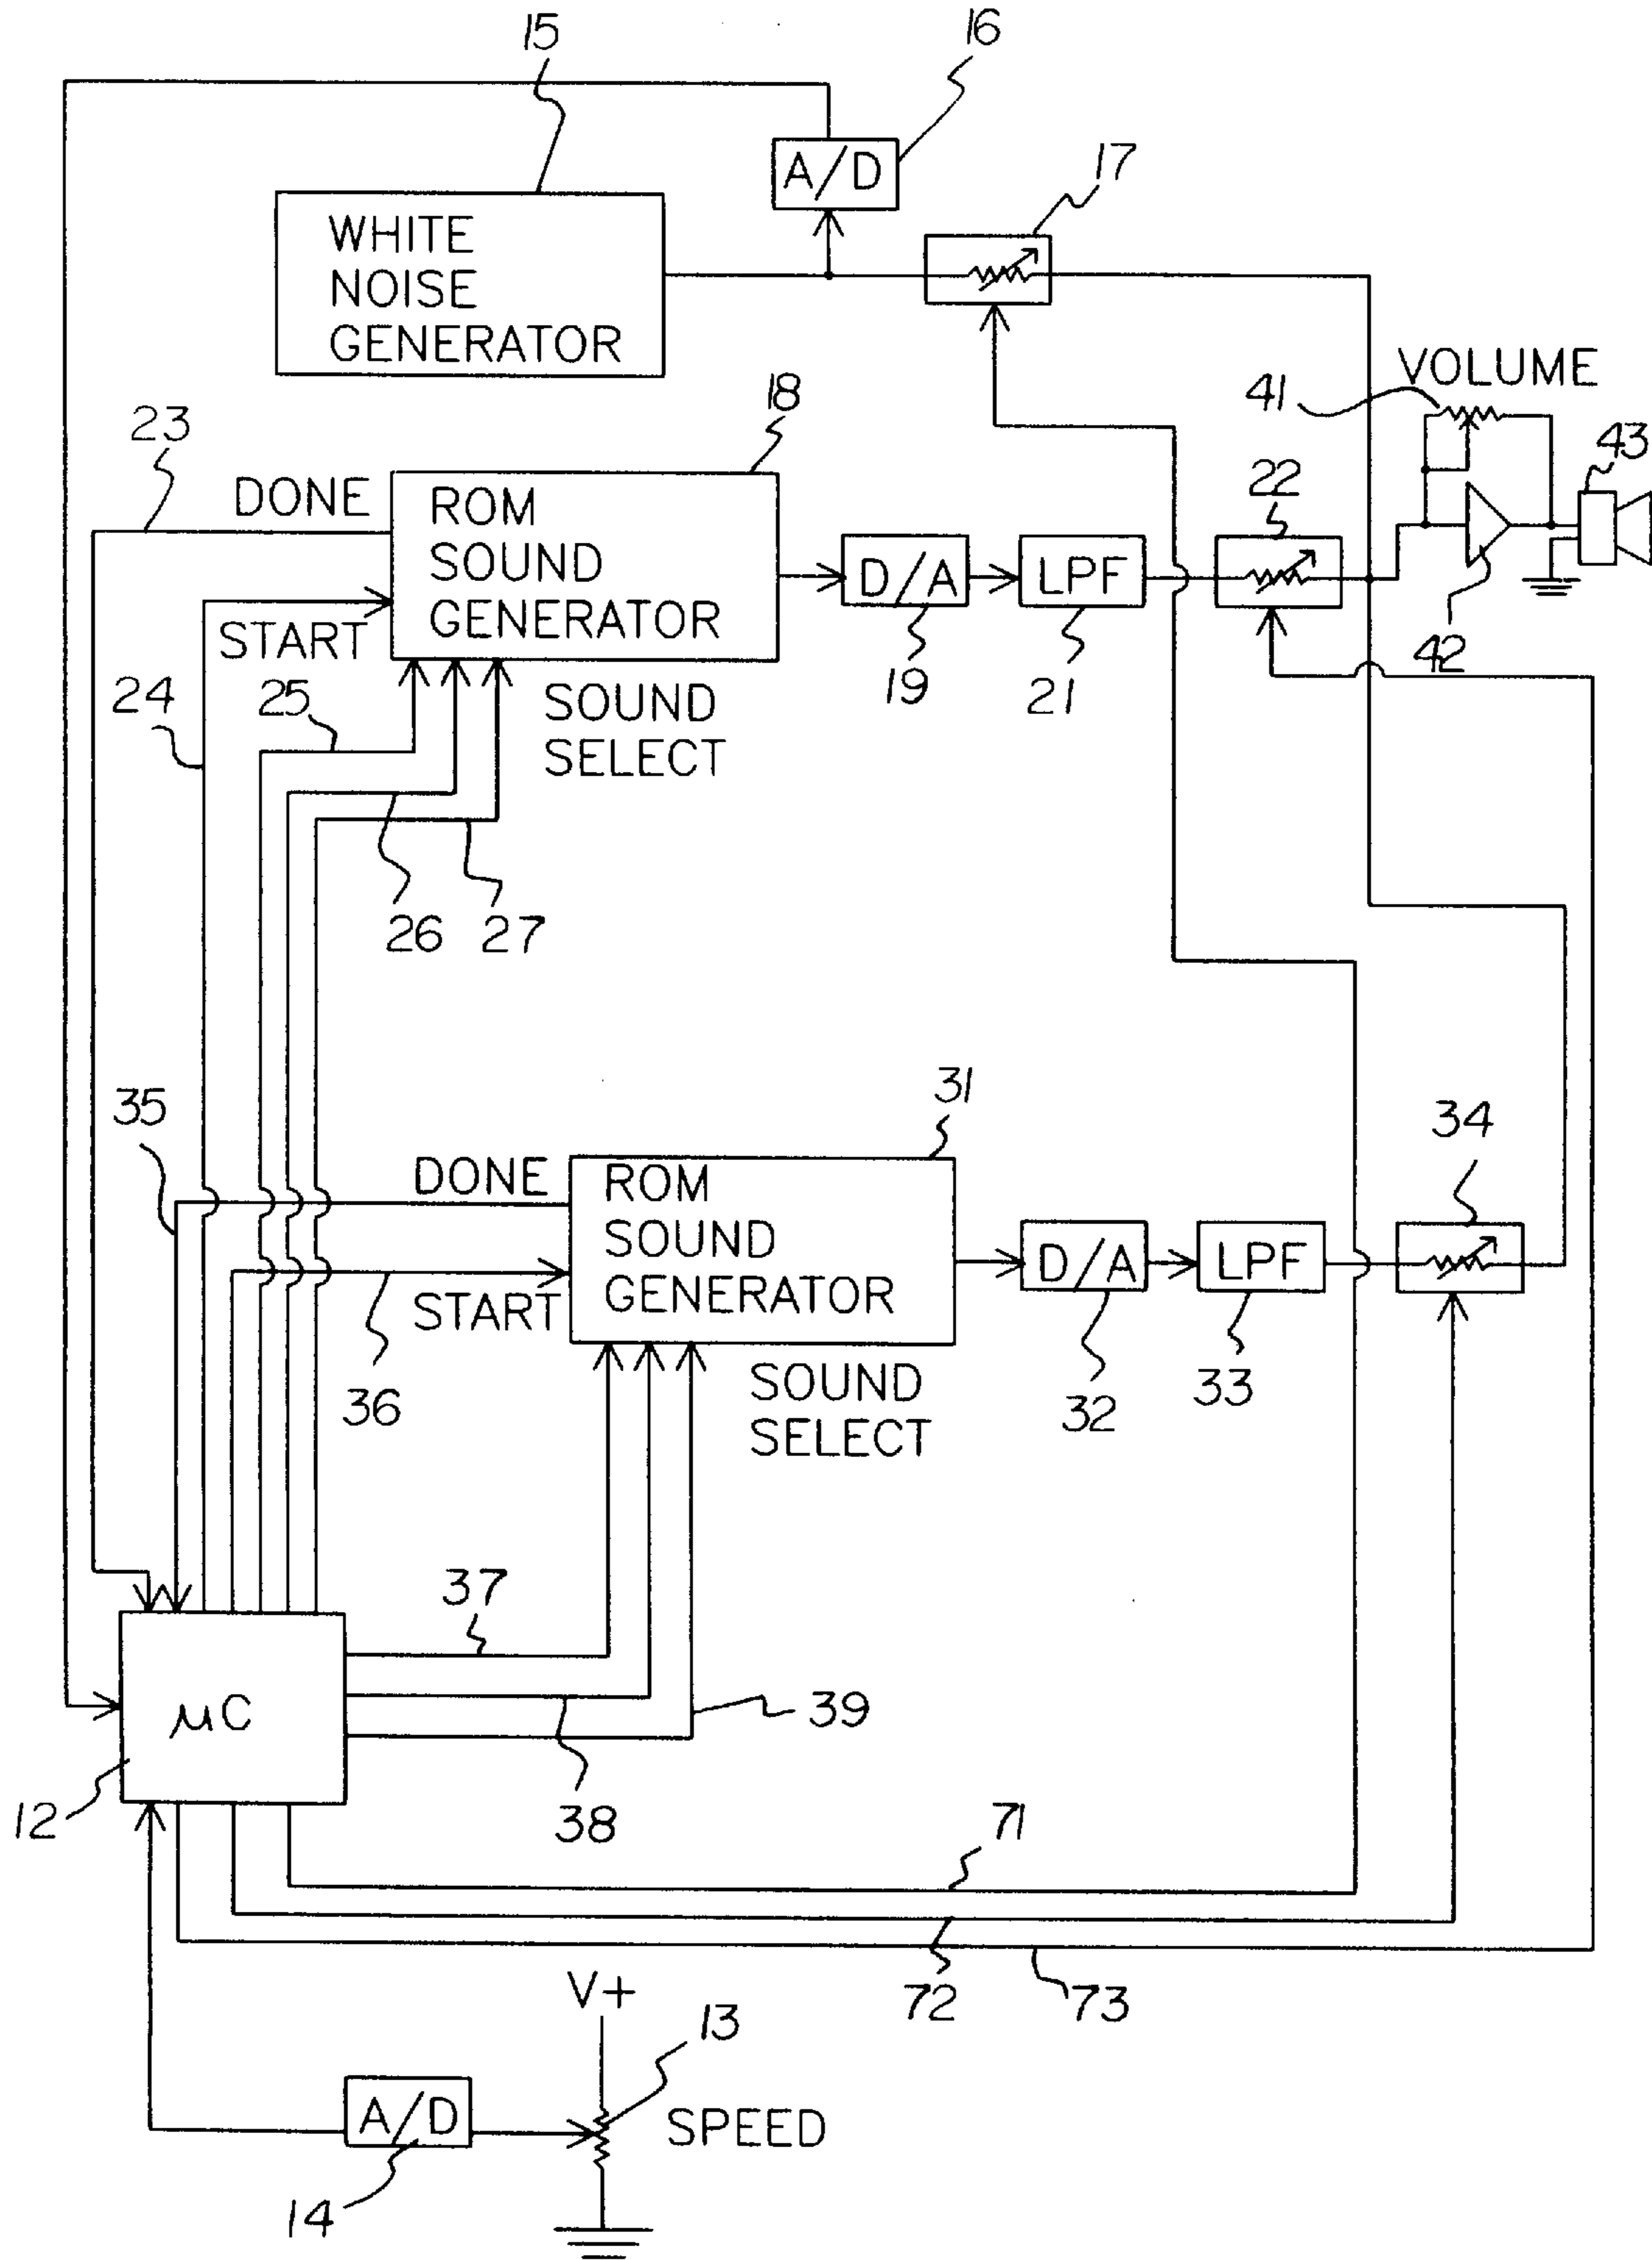 15
16
A/D
17
WHITE
NOISE
GENERATOR
VOLUME
41
18
43
23
DONE
ROM
SOUND
GENERATOR
22
D/A
LPF
START
42
24
25
SOUND
SELECT
19
21
26
27
31
35
34
DONE
ROM
SOUND
GENERATOR
D/A
LPF
START
36
SOUND
SELECT
32
33
37
μC
39
12
38
71
72
73
V+
13
A/D
SPEED
14